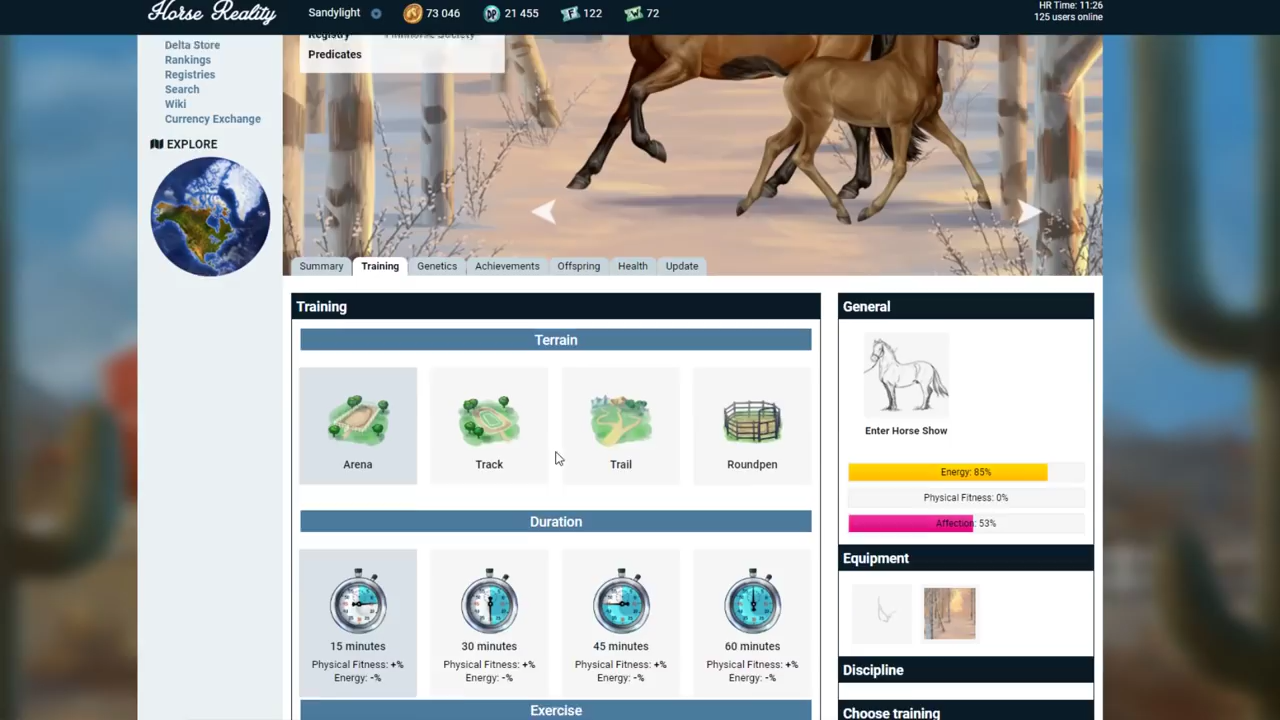 Horse Reality
Sandylight
73 046
21 455
122
72
HR Time: 11:26
125 users online
Delta Store
Rankings
Registries
Search
Wiki
Currency Exchange
EXPLORE
Registry
Predicates
Summary
Training
Genetics
Achievements
Offspring
Health
Update
Training
Terrain
Arena
Track
Trail
Roundpen
Duration
15 minutes
Physical Fitness: +%
Energy: -%
30 minutes
Physical Fitness: +%
Energy: -%
45 minutes
Physical Fitness: +%
Energy: -%
60 minutes
Physical Fitness: +%
Energy: -%
Exercise
General
Enter Horse Show
Energy: 85%
Physical Fitness: 0%
Affection: 53%
Equipment
Discipline
Choose training